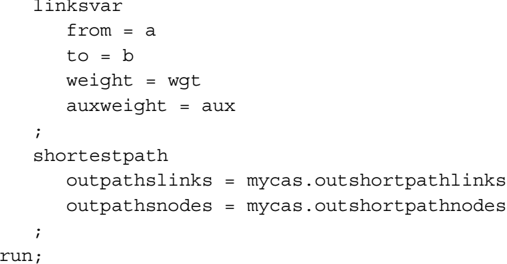 linksvar
from = a
to = b
weight = wgt
auxweight = aux
;
shortestpath
outpathslinks = mycas.outshortpathlinks
outpathsnodes = mycas.outshortpathnodes
;
run;